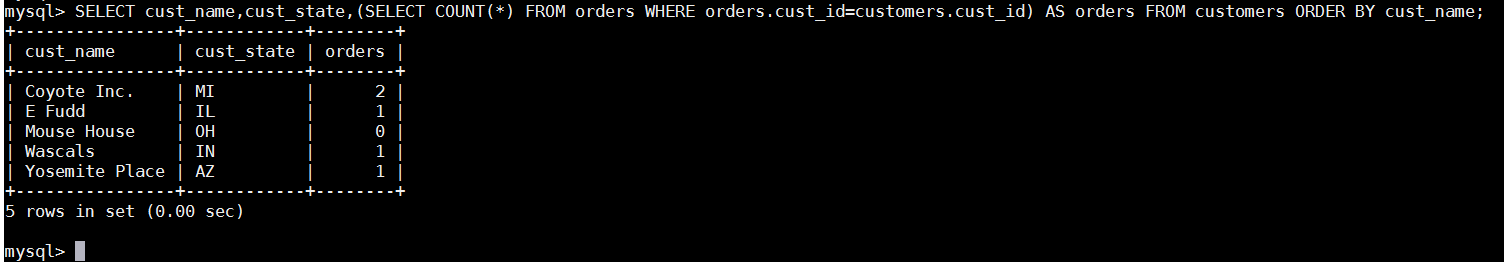 mysql> SELECT cust_name,cust_state,(SELECT COUNT(*) FROM orders WHERE orders.cust_id=customers.cust_id) AS orders FROM customers ORDER BY cust_name;
+----------------+------------+--------+
| cust_name      | cust_state | orders |
+----------------+------------+--------+
| Coyote Inc.    | MI         |      2 |
| E Fudd         | IL         |      1 |
| Mouse House    | OH         |      0 |
| Wascals        | IN         |      1 |
| Yosemite Place | AZ         |      1 |
+----------------+------------+--------+
5 rows in set (0.00 sec)
mysql>